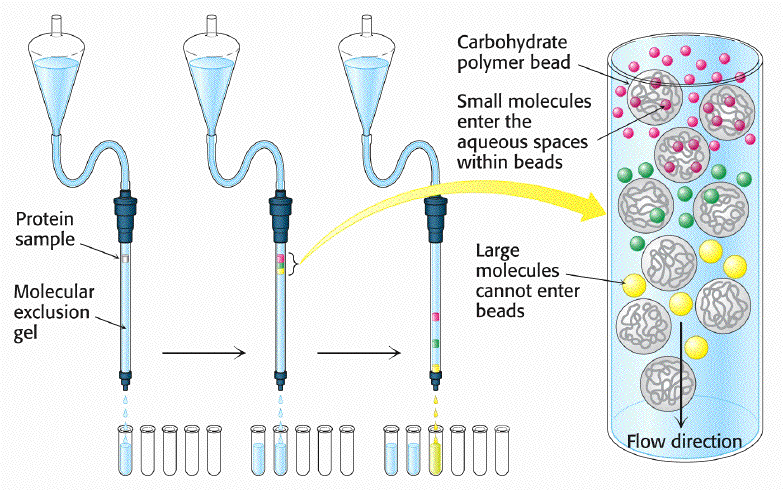 Carbohydrate
polymer bead
Small molecules
enter the
aqueous spaces
within beads
Protein
sample
Molecular
exclusion
gel
Large
molecules
cannot enter
beads
Flow direction